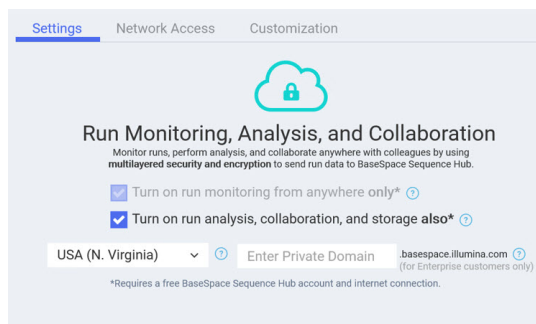 Settings Network Access Customization
Run Monitoring, Analysis, and Collaboration
Monitor runs, perform analysis, and collaborate anywhere with colleagues by using
multilayered security and encryption to send run data to BaseSpace Sequence Hub.
Turn on run monitoring from anywhere only* ?
Turn on run analysis, collaboration, and storage also* ?
USA (N. Virginia) ? Enter Private Domain .basespace.illumina.com ?
(for Enterprise customers only)
*Requires a free BaseSpace Sequence Hub account and internet connection.